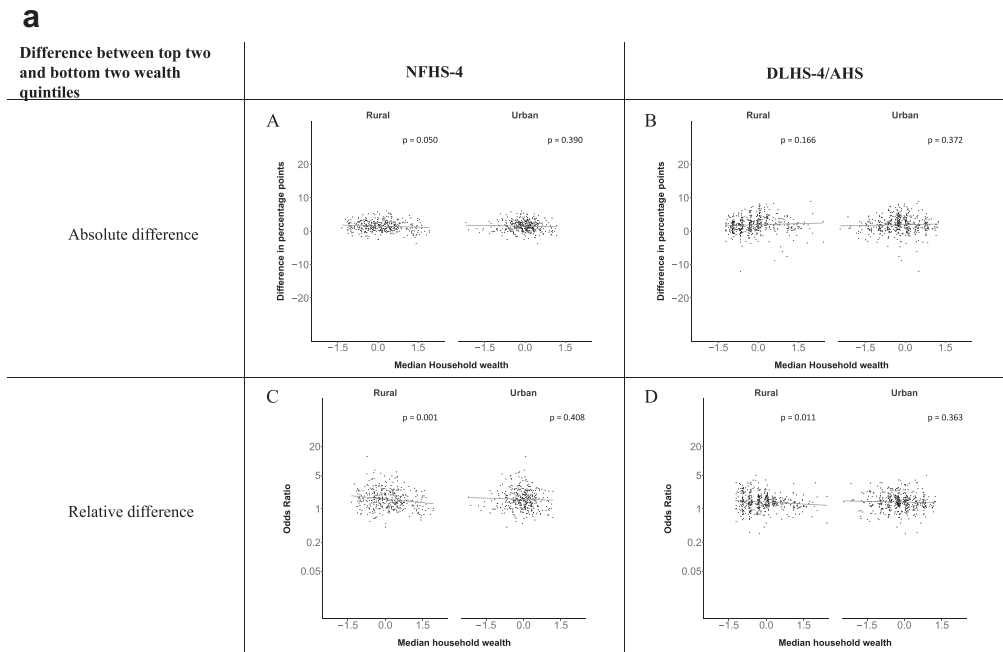 a
Difference between top two
and bottom two wealth
quintiles
NFHS-4
DLHS-4/AHS
Absolute difference
A
Rural
Urban
p = 0.050
p = 0.390
Difference in percentage points
20
10
0
−10
−20
−1.5 0.0 1.5 −1.5 0.0 1.5
Median Household wealth
B
Rural
Urban
p = 0.166
p = 0.372
Difference in percentage points
20
10
0
−10
−20
−1.5 0.0 1.5 −1.5 0.0 1.5
Median Household wealth
Relative difference
C
Rural
Urban
p = 0.001
p = 0.408
Odds Ratio
20
5
1
0.2
0.05
−1.5 0.0 1.5 −1.5 0.0 1.5
Median household wealth
D
Rural
Urban
p = 0.011
p = 0.363
Odds Ratio
20
5
1
0.2
0.05
−1.5 0.0 1.5 −1.5 0.0 1.5
Median household wealth